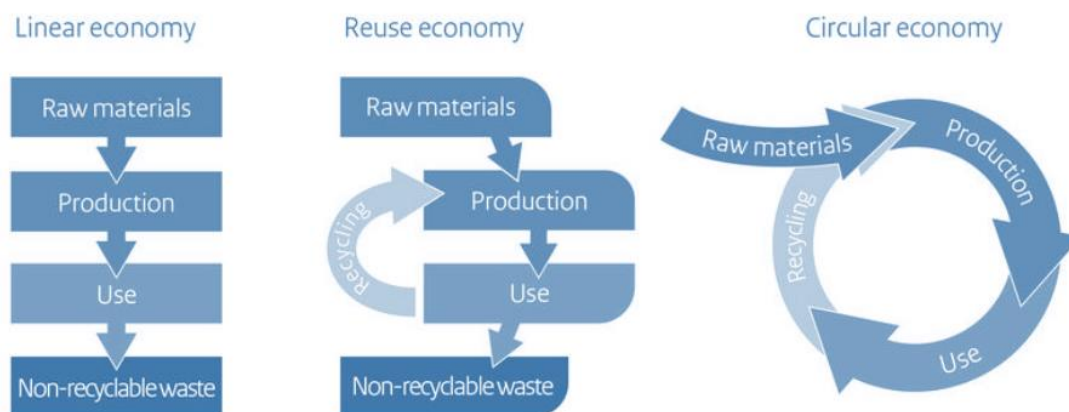 Linear economy
Raw materials
Production
Use
Non-recyclable waste
Reuse economy
Raw materials
Recycling
Production
Use
Non-recyclable waste
Circular economy
Raw materials
Production
Recycling
Use